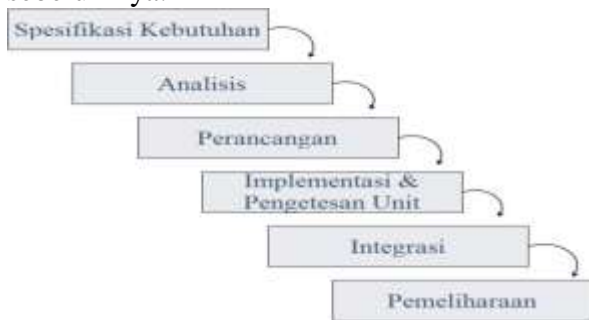 Spesifikasi Kebutuhan
Analisis
Perancangan
Implementasi &
Pengetesan Unit
Integrasi
Pemeliharaan